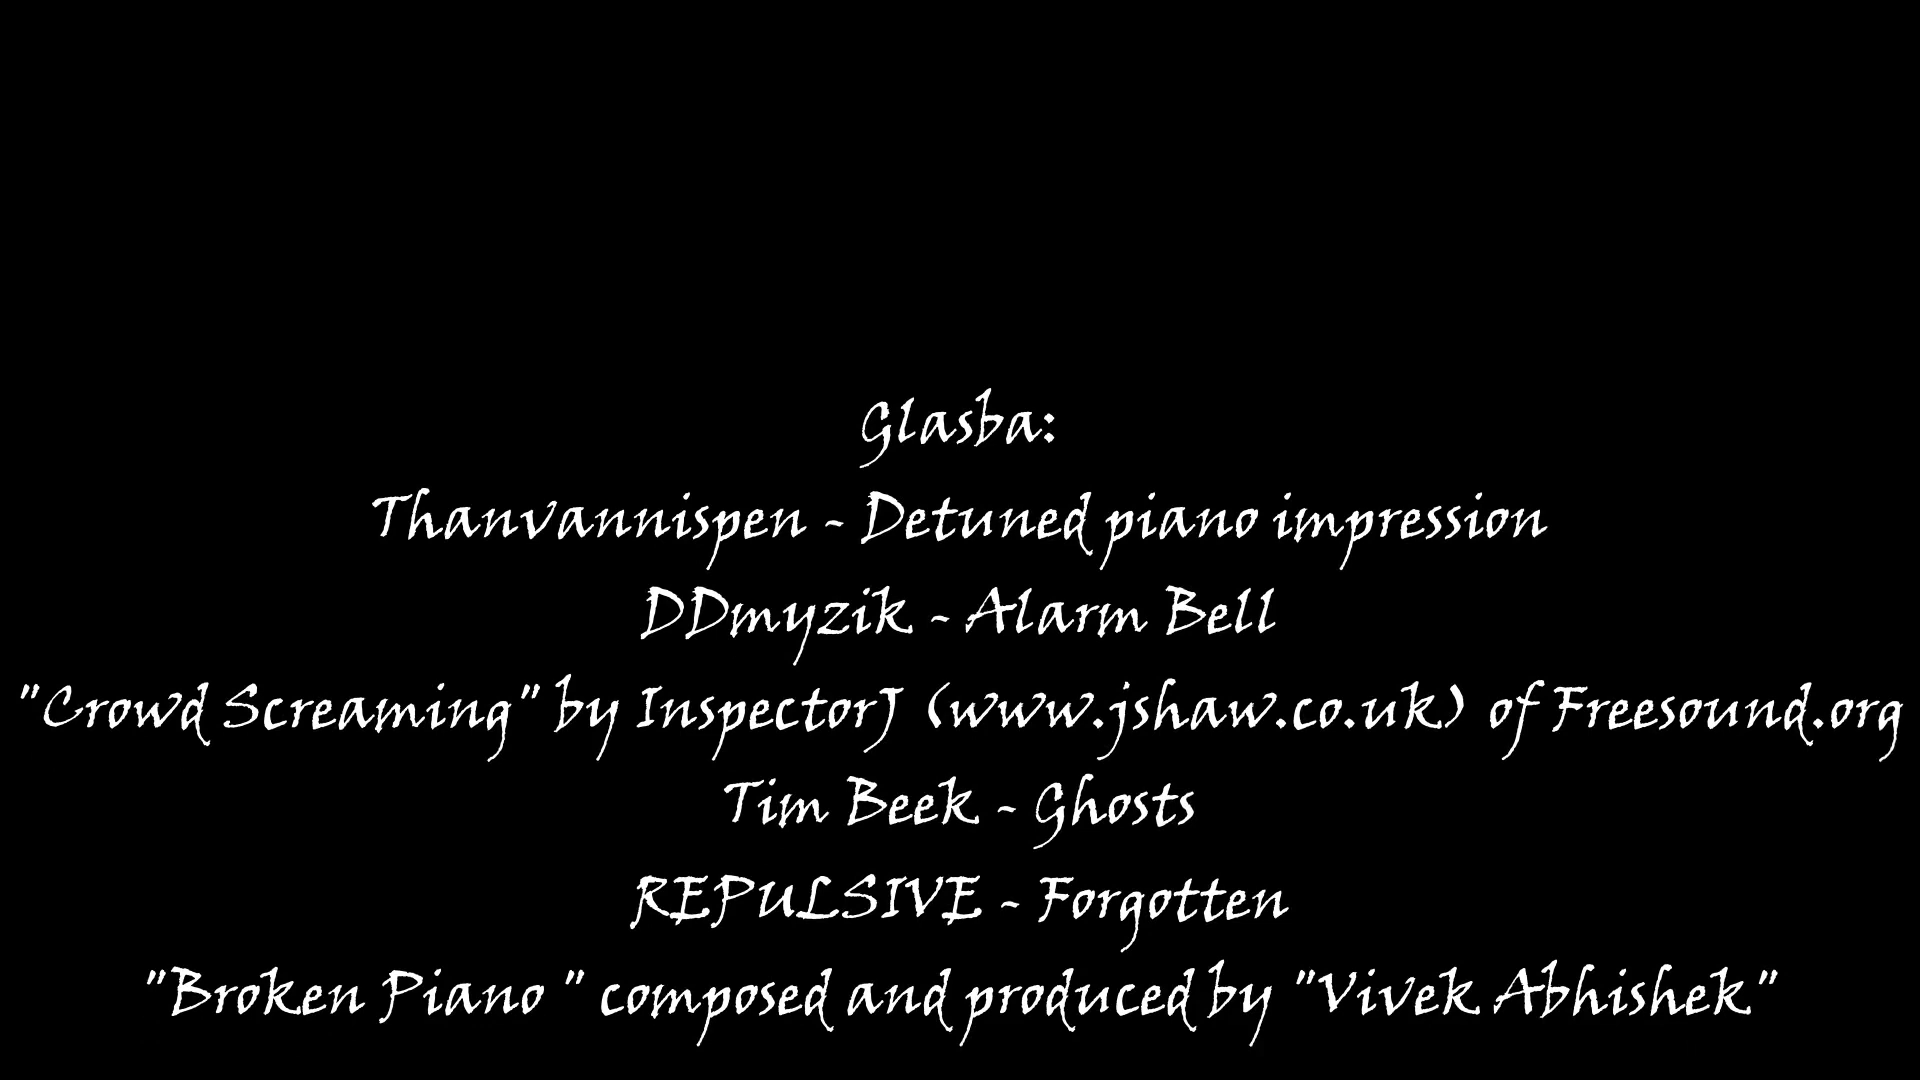 Glasba:
Thanvannispen - Detuned piano impression
DDmyzik - Alarm Bell
"Crowd Screaming" by InspectorJ (www.jshaw.co.uk) of Freesound.org
Tim Beek - Ghosts
REPULSIVE - Forgotten
"Broken Piano " composed and produced by "Vivek Abhishek"